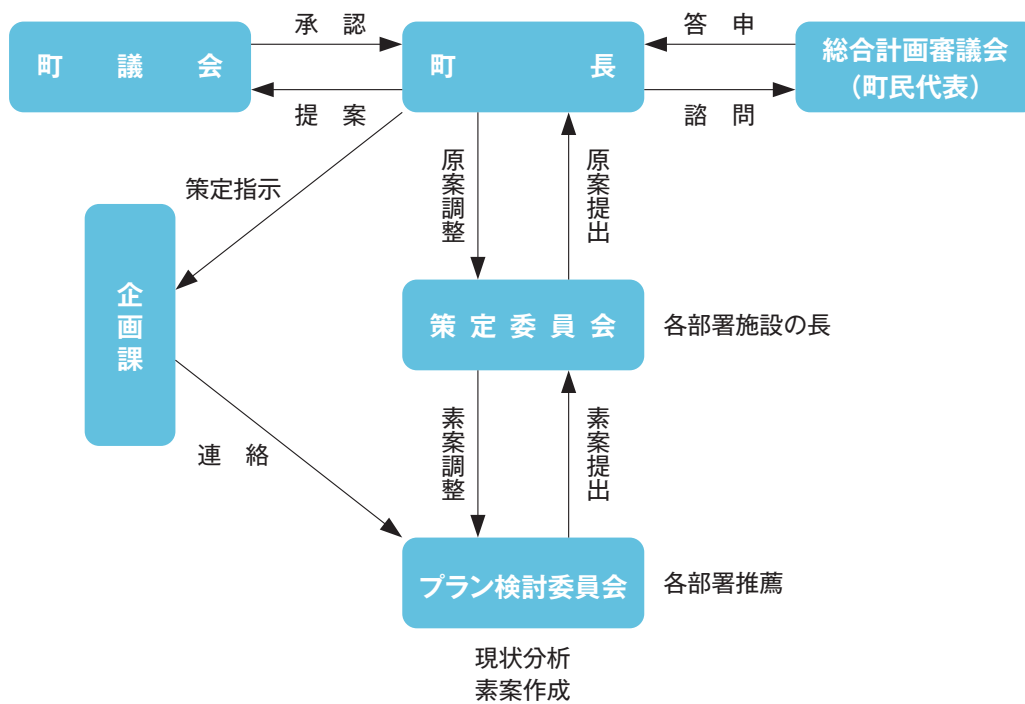 承認
答申
町議会
町長
総合計画審議会
（町民代表）
提案
諮問
策定指示
原案調整
原案提出
企画課
策定委員会
各部署施設の長
連絡
素案調整
素案提出
プラン検討委員会
各部署推薦
現状分析
素案作成